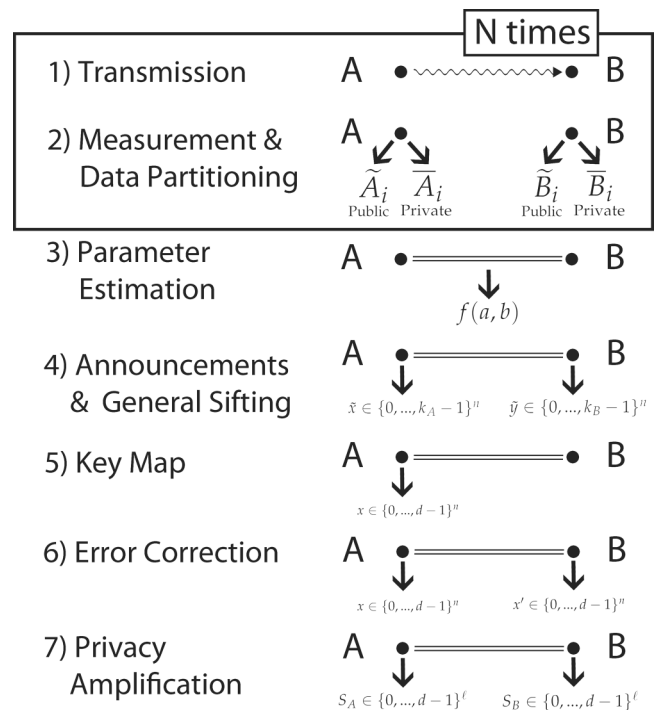 N times
1) Transmission A B
2) Measurement & A B
Data Partitioning
Ã_i A̅_i B̃_i B̅_i
Public Private Public Private
3) Parameter A B
Estimation
f(a, b)
4) Announcements A B
& General Sifting
x̃ ∈ {0, ..., k_A − 1}^n ỹ ∈ {0, ..., k_B − 1}^n
5) Key Map A B
x ∈ {0, ..., d − 1}^n
6) Error Correction A B
x ∈ {0, ..., d − 1}^n x′ ∈ {0, ..., d − 1}^n
7) Privacy A B
Amplification
S_A ∈ {0, ..., d − 1}^ℓ S_B ∈ {0, ..., d − 1}^ℓ